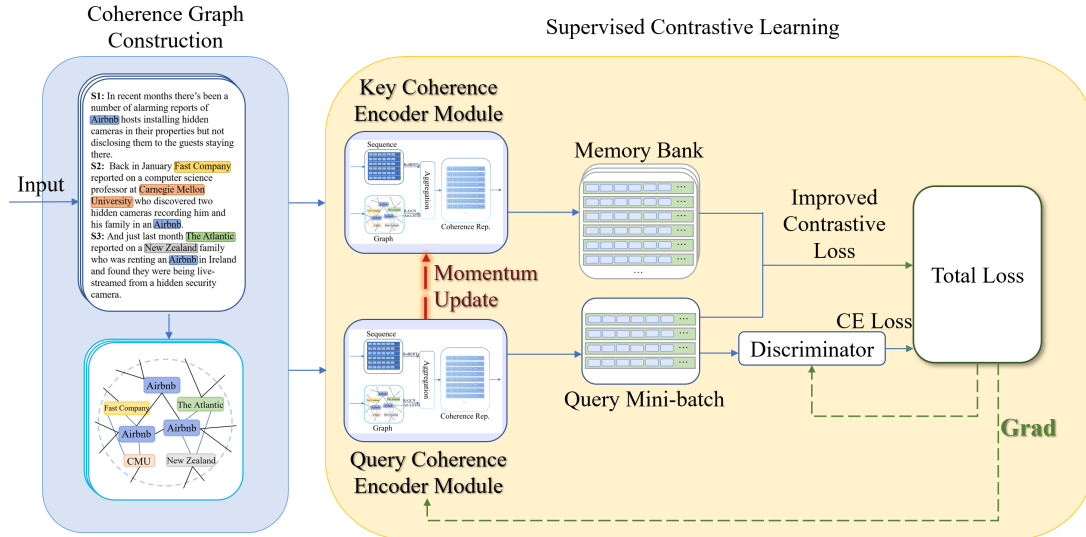 Coherence Graph
Construction
Supervised Contrastive Learning
Input
S1: In recent months there's been a
number of alarming reports of
Airbnb hosts installing hidden
cameras in their properties but not
disclosing them to the guests staying
there.
S2: Back in January Fast Company
reported on a computer science
professor at Carnegie Mellon
University who discovered two
hidden cameras recording him and
his family in an Airbnb.
S3: And just last month The Atlantic
reported on a New Zealand family
who was renting an Airbnb in Ireland
and found they were being live-
streamed from a hidden security
camera.
Airbnb
Fast Company
The Atlantic
Airbnb
Airbnb
CMU
New Zealand
Key Coherence
Encoder Module
Sequence
Aggregation
Graph
Coherence Rep.
Momentum
Update
Sequence
Aggregation
Graph
Coherence Rep.
Query Coherence
Encoder Module
Memory Bank
...
...
...
...
...
...
...
...
...
...
...
Query Mini-batch
Improved
Contrastive
Loss
CE Loss
Discriminator
Total Loss
Grad